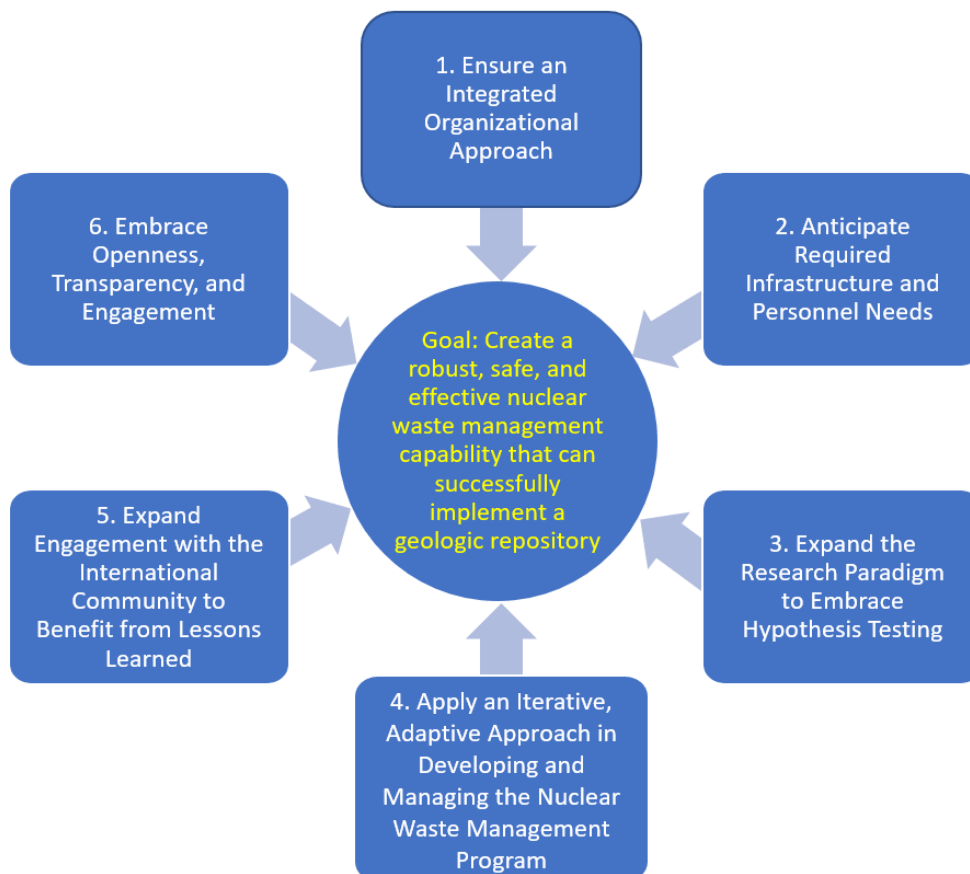 1. Ensure an
Integrated
Organizational
Approach
2. Anticipate
Required
Infrastructure and
Personnel Needs
3. Expand the
Research Paradigm
to Embrace
Hypothesis Testing
4. Apply an Iterative,
Adaptive Approach in
Developing and
Managing the Nuclear
Waste Management
Program
5. Expand
Engagement with the
International
Community to
Benefit from Lessons
Learned
6. Embrace
Openness,
Transparency, and
Engagement
Goal: Create a
robust, safe, and
effective nuclear
waste management
capability that can
successfully
implement a
geologic repository